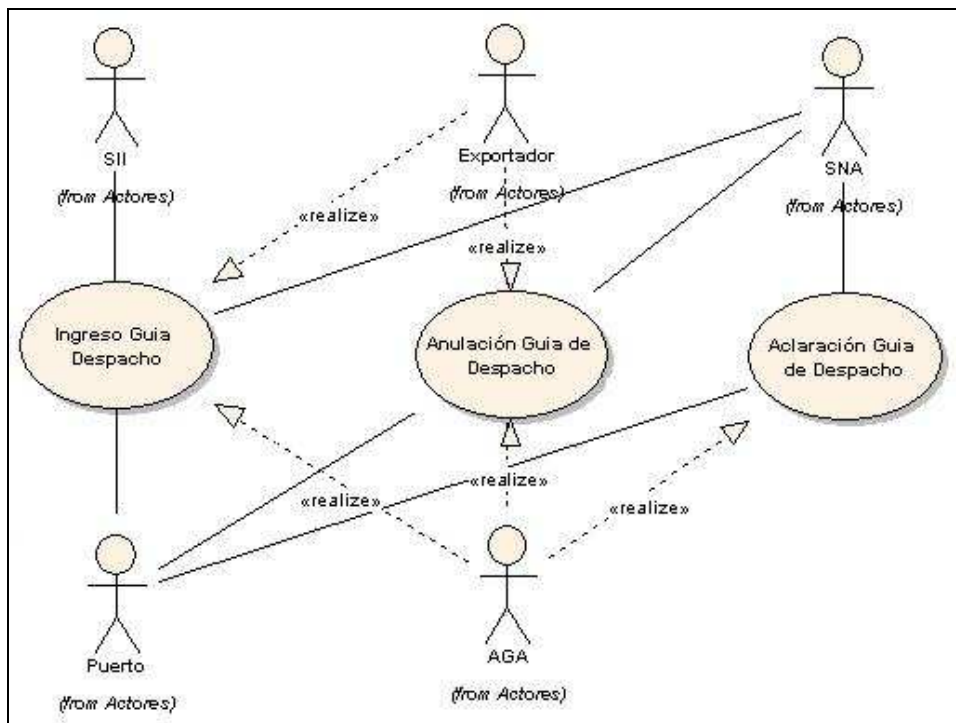 SII
(from Actores)
Exportador
(from Actores)
SNA
(from Actores)
«realize»
«realize»
Ingreso Guia
Despacho
Anulación Guia de
Despacho
Aclaración Guia
de Despacho
«realize»
«realize»
«realize»
Puerto
(from Actores)
AGA
(from Actores)